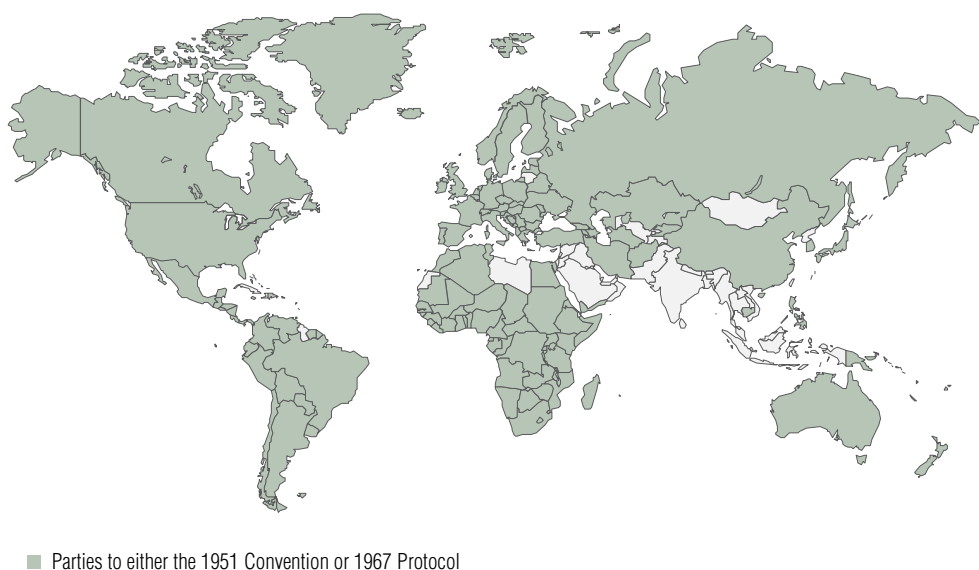 Parties to either the 1951 Convention or 1967 Protocol